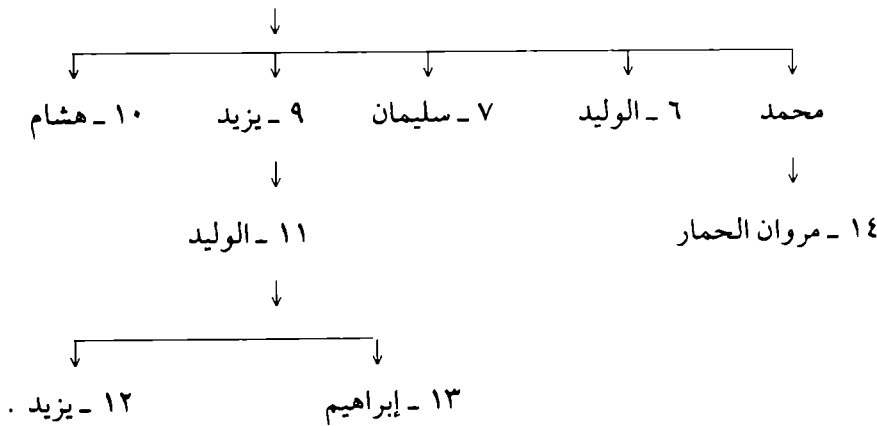 محمد ٦ ـ الوليد ٧ ـ سليمان ٩ ـ يزيد ١٠ ـ هشام
١٤ ـ مروان الحمار ١١ ـ الوليد
١٣ ـ إبراهيم ١٢ ـ يزيد .